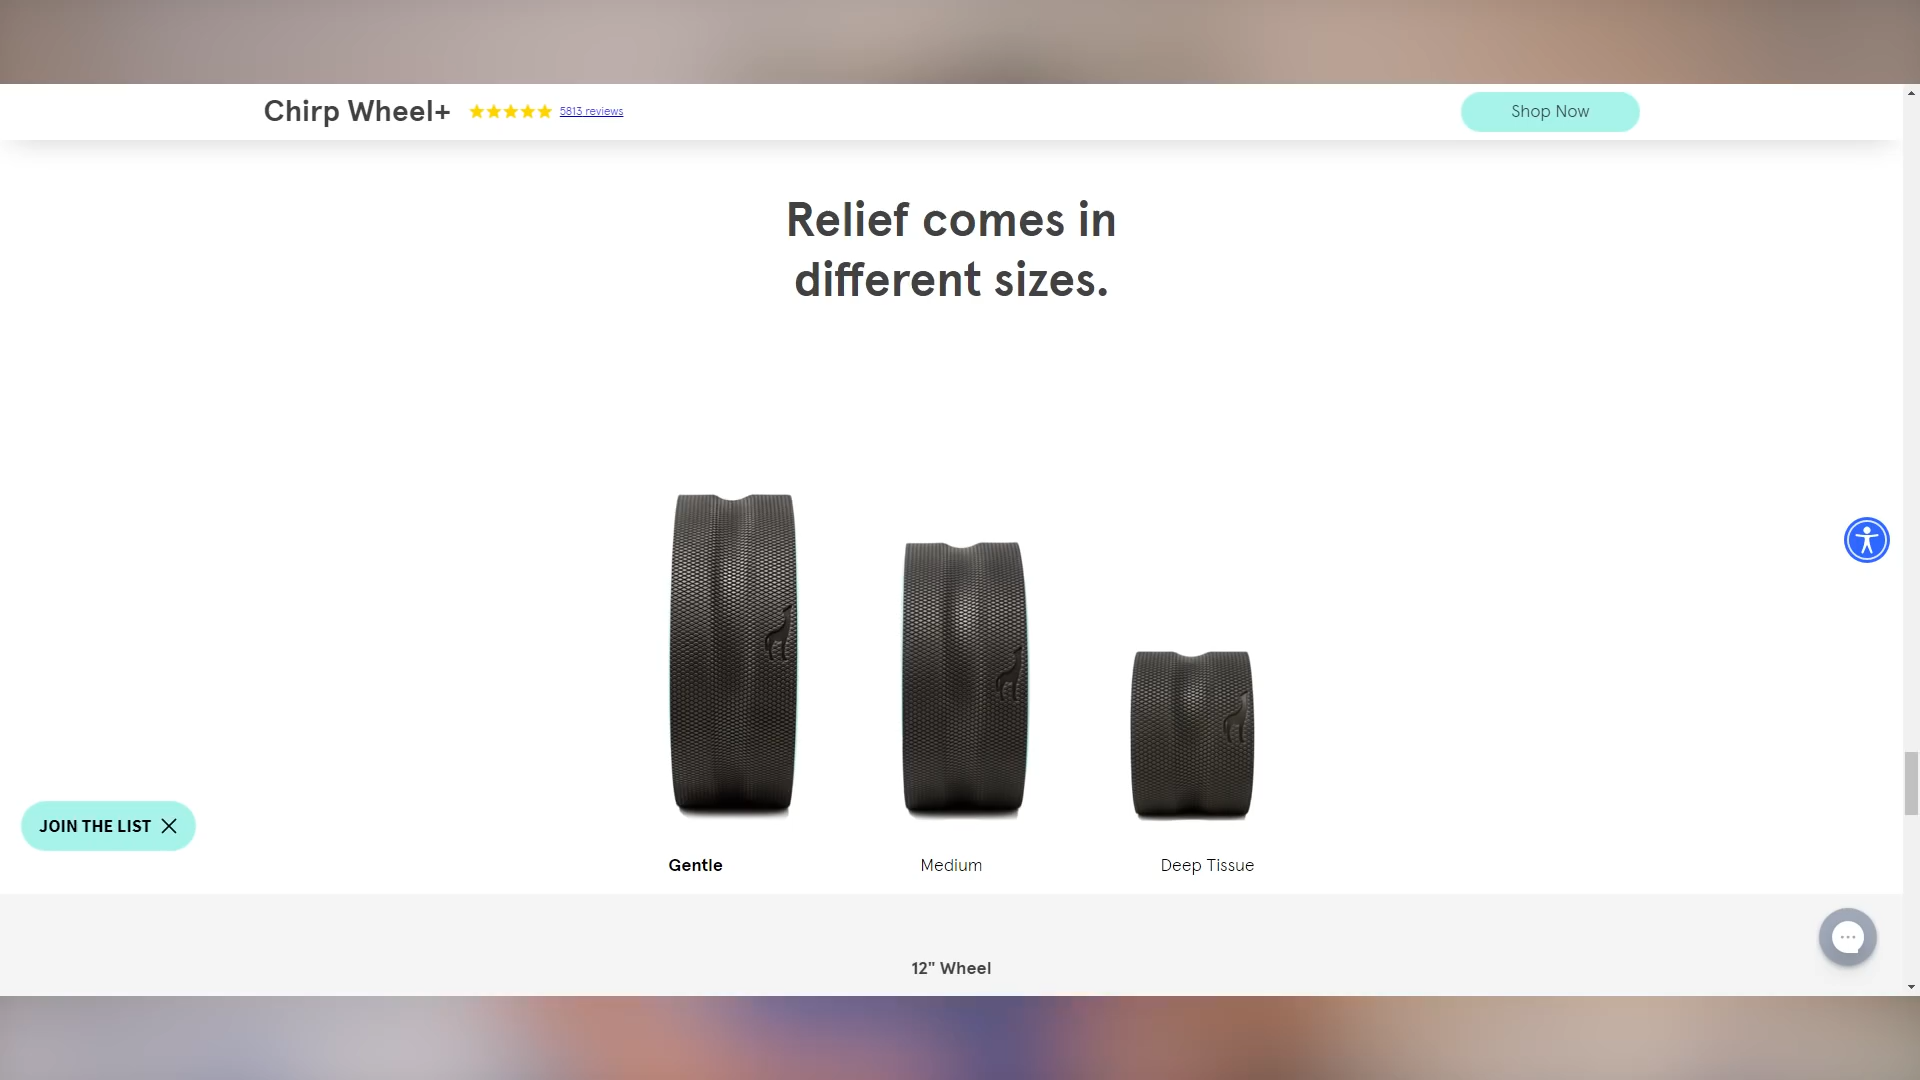 Chirp Wheel+
5813 reviews
Shop Now
Relief comes in
different sizes.
JOIN THE LIST
Gentle
Medium
Deep Tissue
12" Wheel